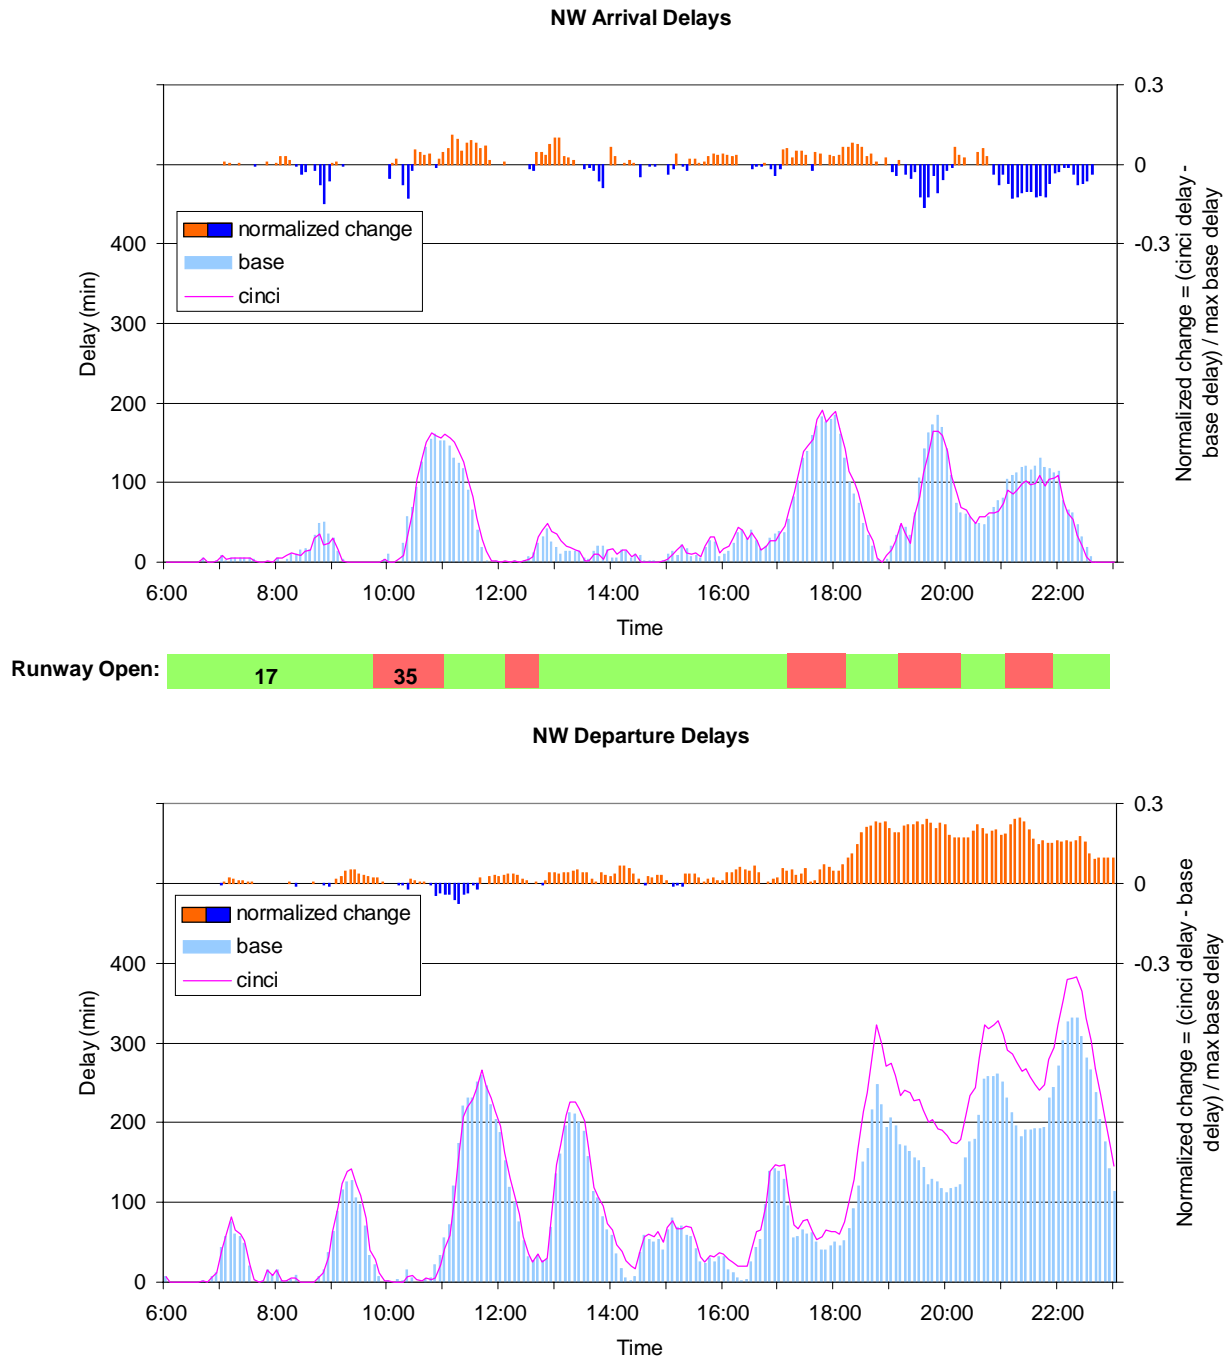 NW Arrival Delays
0.3
0
-0.3
400
300
200
100
0
Delay (min)
normalized change
base
cinci
Normalized change = (cinci delay -
base delay) / max base delay
6:00 8:00 10:00 12:00 14:00 16:00 18:00 20:00 22:00
Time
Runway Open: 17 35
NW Departure Delays
0.3
0
-0.3
400
300
200
100
0
Delay (min)
normalized change
base
cinci
Normalized change = (cinci delay - base
delay) / max base delay
6:00 8:00 10:00 12:00 14:00 16:00 18:00 20:00 22:00
Time